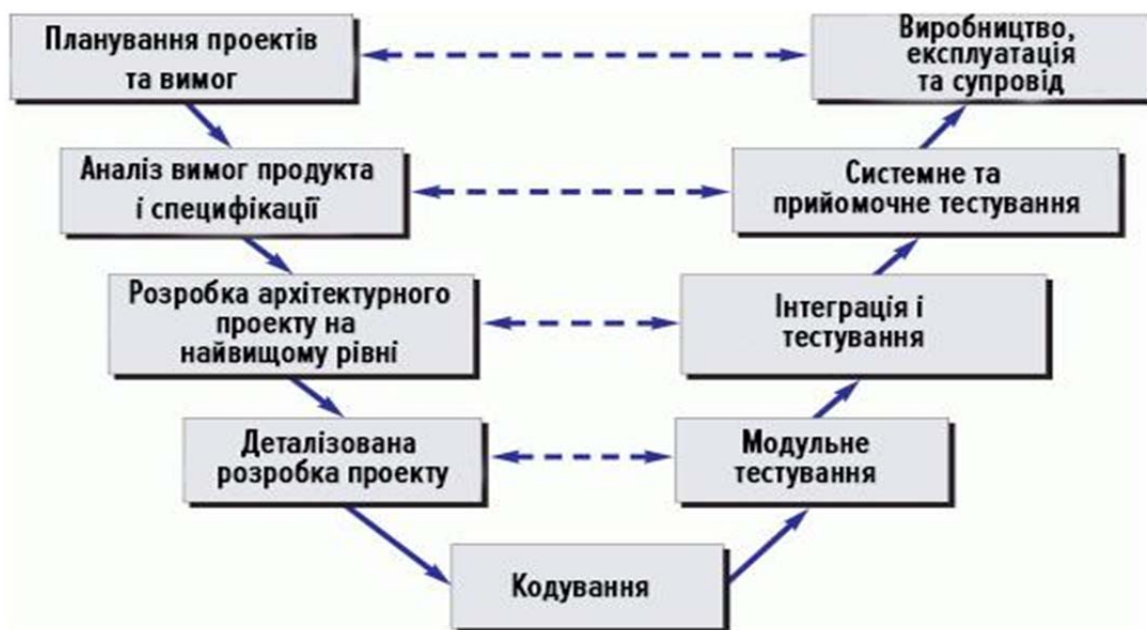 Планування проектів
та вимог
Виробництво,
експлуатація
та супровід
Аналіз вимог продукта
і специфікації
Системне та
прийомочне тестування
Розробка архітектурного
проекту на
найвищому рівні
Інтеграція і
тестування
Деталізована
розробка проекту
Модульне
тестування
Кодування